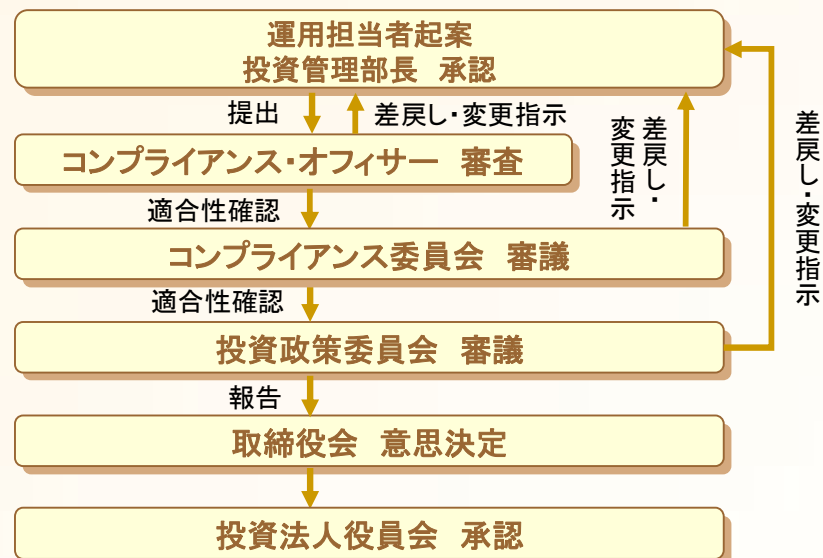 運用担当者起案
投資管理部長 承認
提出
差戻し・変更指示
コンプライアンス・オフィサー 審査
差戻し・
変更指示
差戻し・変更指示
適合性確認
コンプライアンス委員会 審議
適合性確認
投資政策委員会 審議
報告
取締役会 意思決定
投資法人役員会 承認